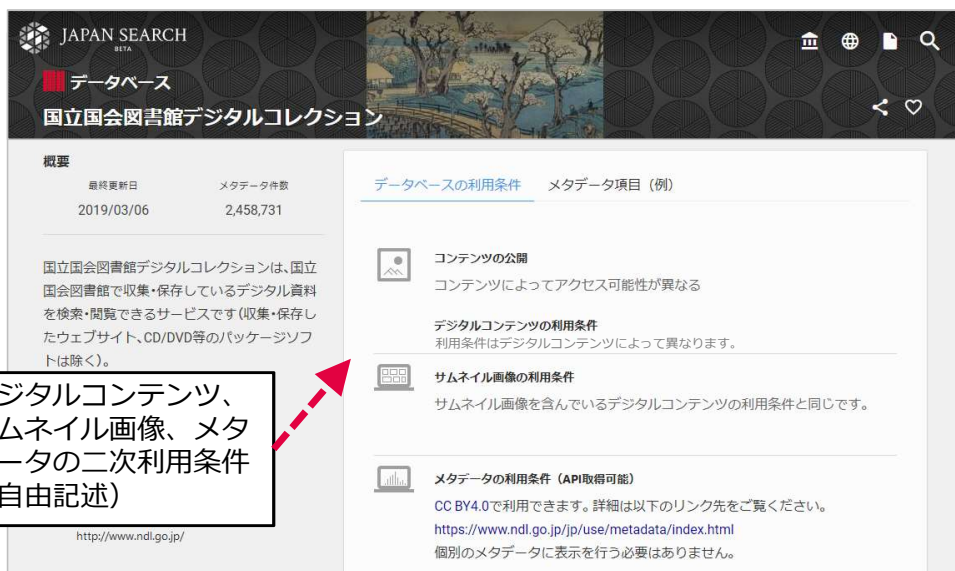 JAPAN SEARCH
BETA
データベース
国立国会図書館デジタルコレクション
概要
最終更新日 メタデータ件数
2019/03/06 2,458,731
国立国会図書館デジタルコレクションは、国立
国会図書館で収集・保存しているデジタル資料
を検索・閲覧できるサービスです（収集・保存し
たウェブサイト、CD/DVD等のパッケージソフ
トは除く）。
ジタルコンテンツ、
ムネイル画像、メタ
ータの二次利用条件
自由記述）
http://www.ndl.go.jp/
データベースの利用条件 メタデータ項目（例）
コンテンツの公開
コンテンツによってアクセス可能性が異なる
デジタルコンテンツの利用条件
利用条件はデジタルコンテンツによって異なります。
サムネイル画像の利用条件
サムネイル画像を含んでいるデジタルコンテンツの利用条件と同じです。
メタデータの利用条件（API取得可能）
CC BY4.0で利用できます。詳細は以下のリンク先をご覧ください。
https://www.ndl.go.jp/jp/use/metadata/index.html
個別のメタデータに表示を行う必要はありません。